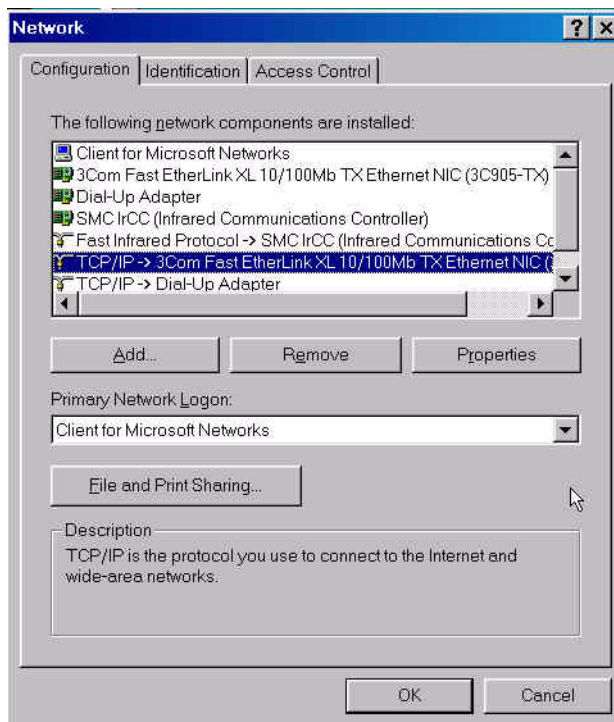 Network
Configuration Identification Access Control
The following network components are installed:
Client for Microsoft Networks
3Com Fast EtherLink XL 10/100Mb TX Ethernet NIC (3C905-TX)
Dial-Up Adapter
SMC IrCC (Infrared Communications Controller)
Fast Infrared Protocol -> SMC IrCC (Infrared Communications Cc
TCP/IP -> 3Com Fast EtherLink XL 10/100Mb TX Ethernet NIC (
TCP/IP -> Dial-Up Adapter
Add... Remove Properties
Primary Network Logon:
Client for Microsoft Networks
File and Print Sharing...
Description
TCP/IP is the protocol you use to connect to the Internet and
wide-area networks.
OK Cancel